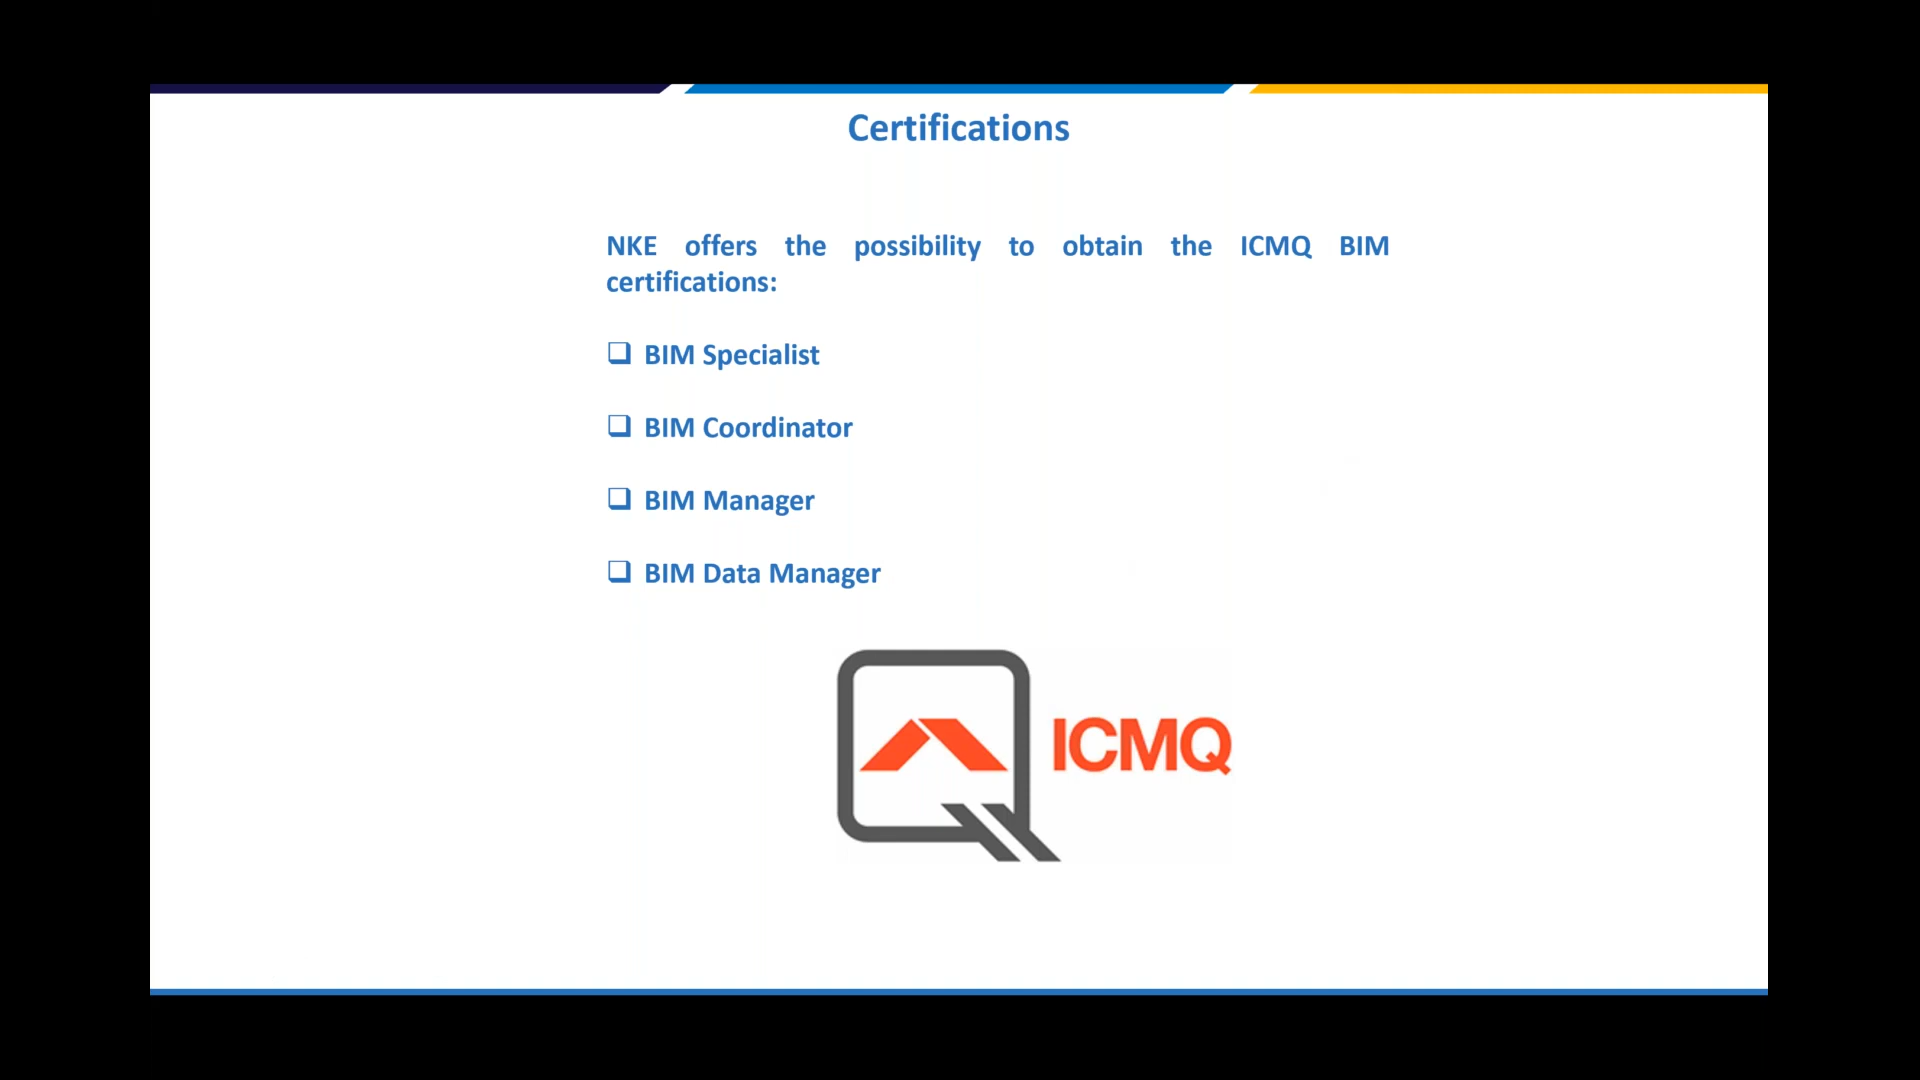 Certifications
NKE offers the possibility to obtain the ICMQ BIM
certifications:
❑ BIM Specialist
❑ BIM Coordinator
❑ BIM Manager
❑ BIM Data Manager
ICMQ